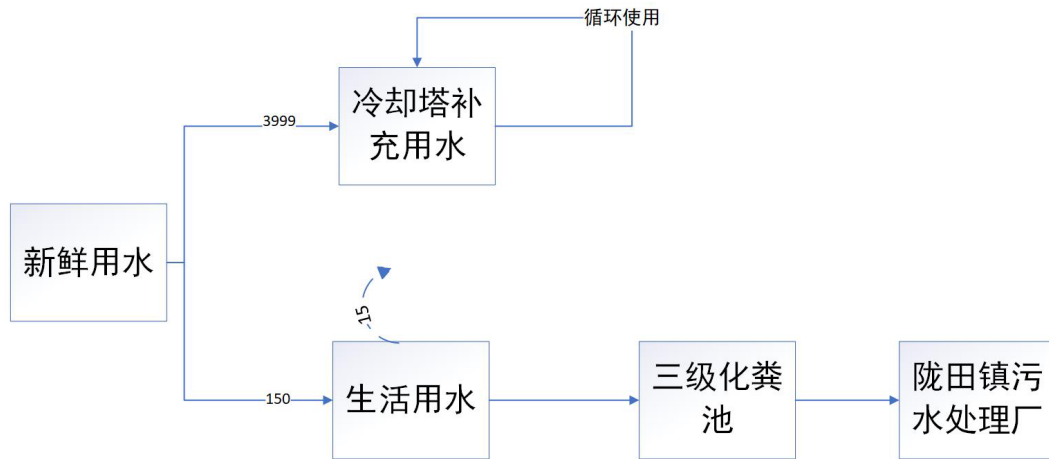 循环使用
冷却塔补
充用水
3999
新鲜用水
-15
150
生活用水
三级化粪
池
陇田镇污
水处理厂